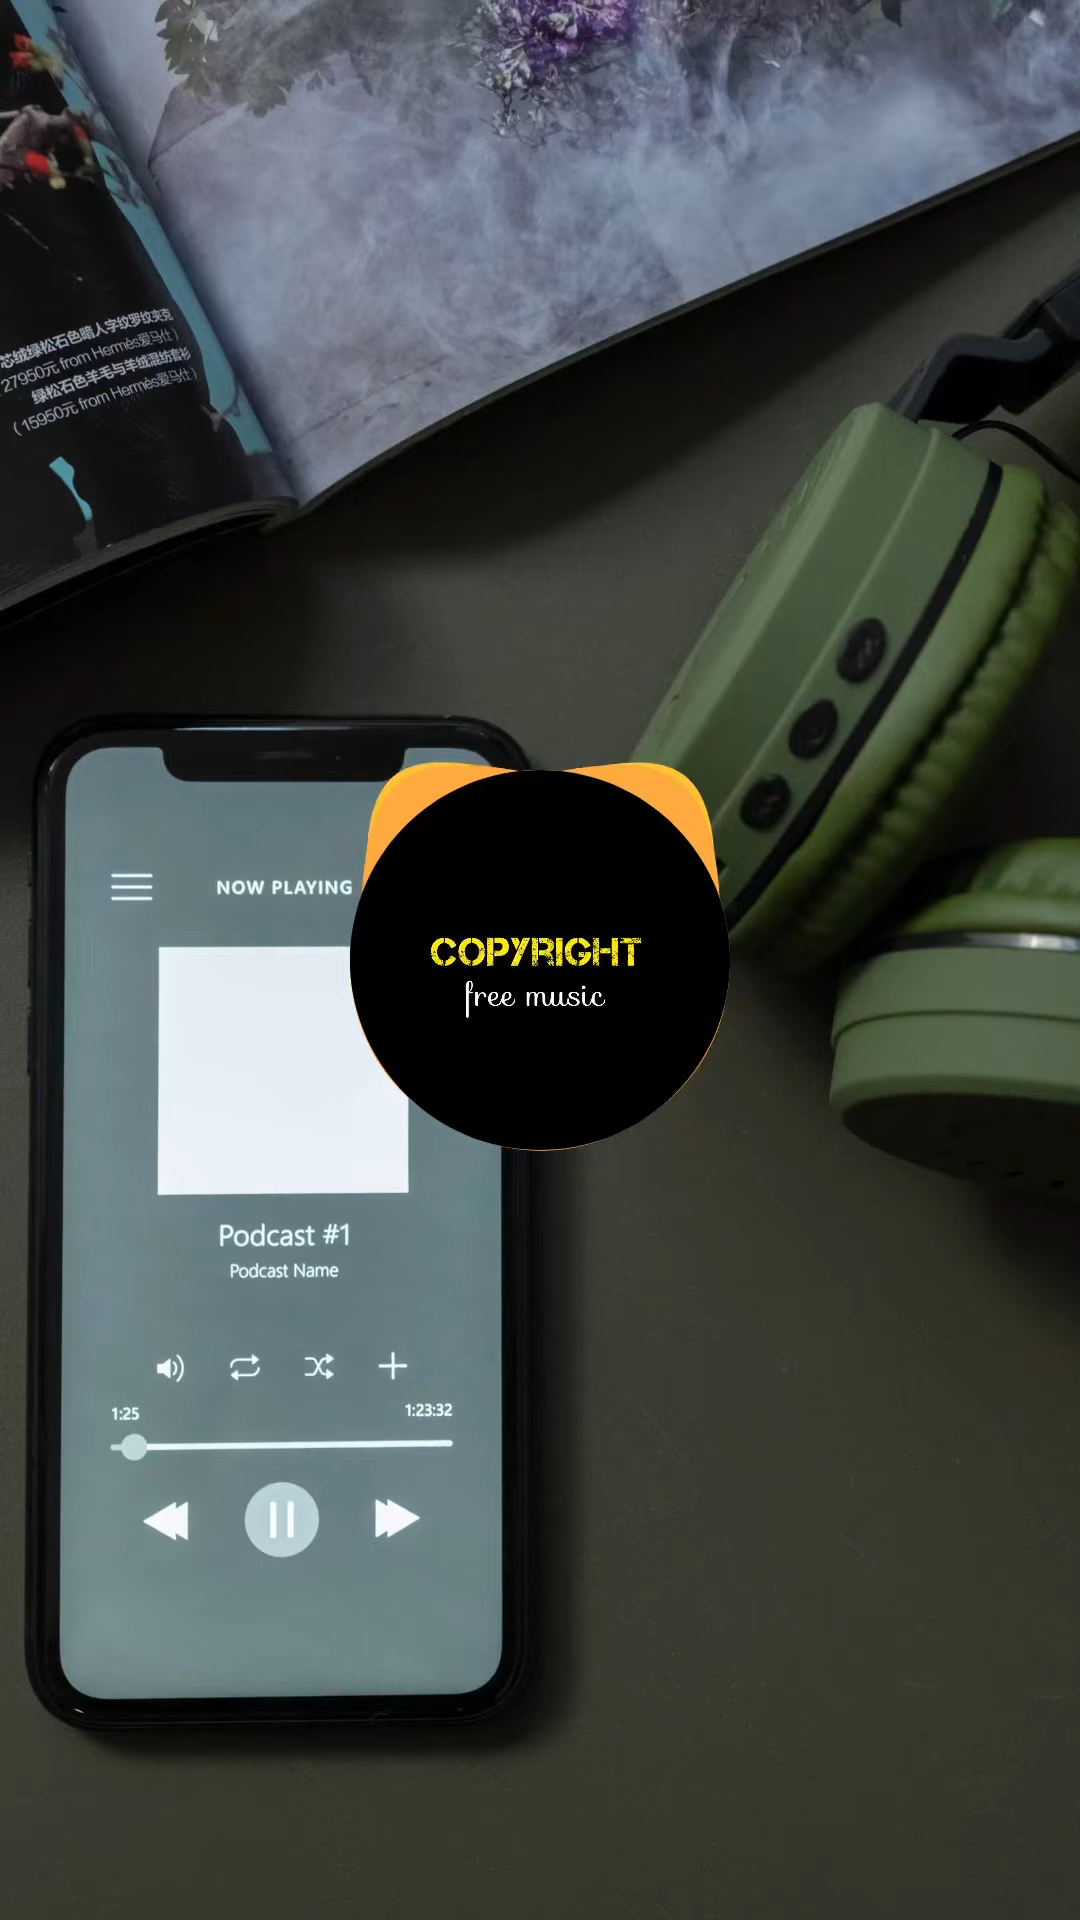 芯绒绿松石色暗人字纹罗纹夹克
27950元 from Hermès爱马仕）
绿松石色羊毛与羊绒混纺套衫
（15950元 from Hermès爱马仕）
NOW PLAYING
COPYRIGHT
free music
Podcast #1
Podcast Name
1:25
1:23:32